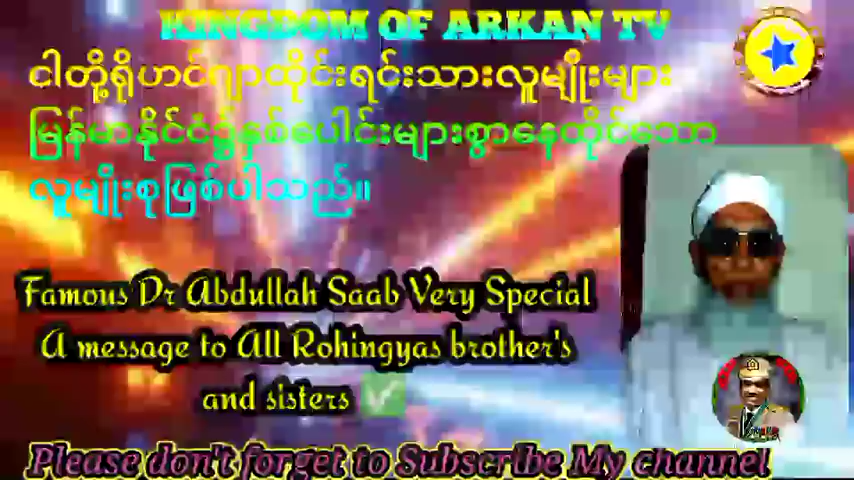 KINGDOM OF ARKAN TV
ငါတို့ရိုဟင်ဂျာထိုင်းရင်းသားလူမျိုးများ
မြန်မာနိုင်ငံ၌နှစ်ပေါင်းများစွာနေထိုင်သော
လူမျိုးစုဖြစ်ပါသည်။
Famous Dr Abdullah Saab Very Special
A message to All Rohingyas brother's
and sisters ✅
Please don't forget to Subscribe My channel